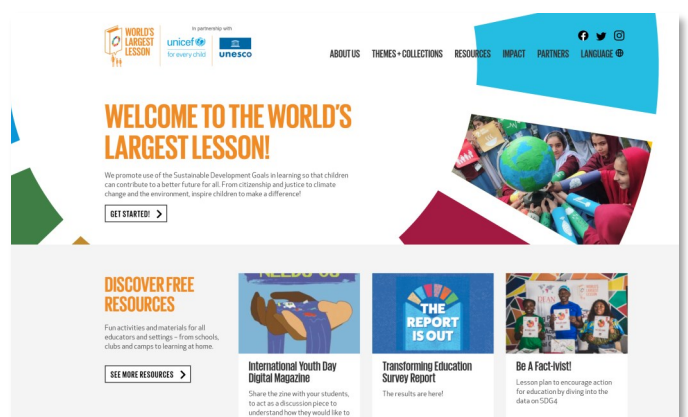 WORLD'S
LARGEST
LESSON
In partnership with
unicef
for every child
unesco
ABOUT US THEMES + COLLECTIONS RESOURCES IMPACT PARTNERS LANGUAGE
WELCOME TO THE WORLD'S
LARGEST LESSON!
We promote use of the Sustainable Development Goals in learning so that children
can contribute to a better future for all. From citizenship and justice to climate
change and the environment, inspire children to make a difference!
GET STARTED!
DISCOVER FREE
RESOURCES
Fun activities and materials for all
educators and settings – from schools,
clubs and camps to learning at home.
SEE MORE RESOURCES
NEEDS US
International Youth Day
Digital Magazine
Share the zine with your students,
to act as a discussion piece to
understand how they would like to
THE
REPORT
IS OUT
Transforming Education
Survey Report
The results are here!
Be A Fact-ivist!
Lesson plan to encourage action
for education by diving into the
data on SDG4